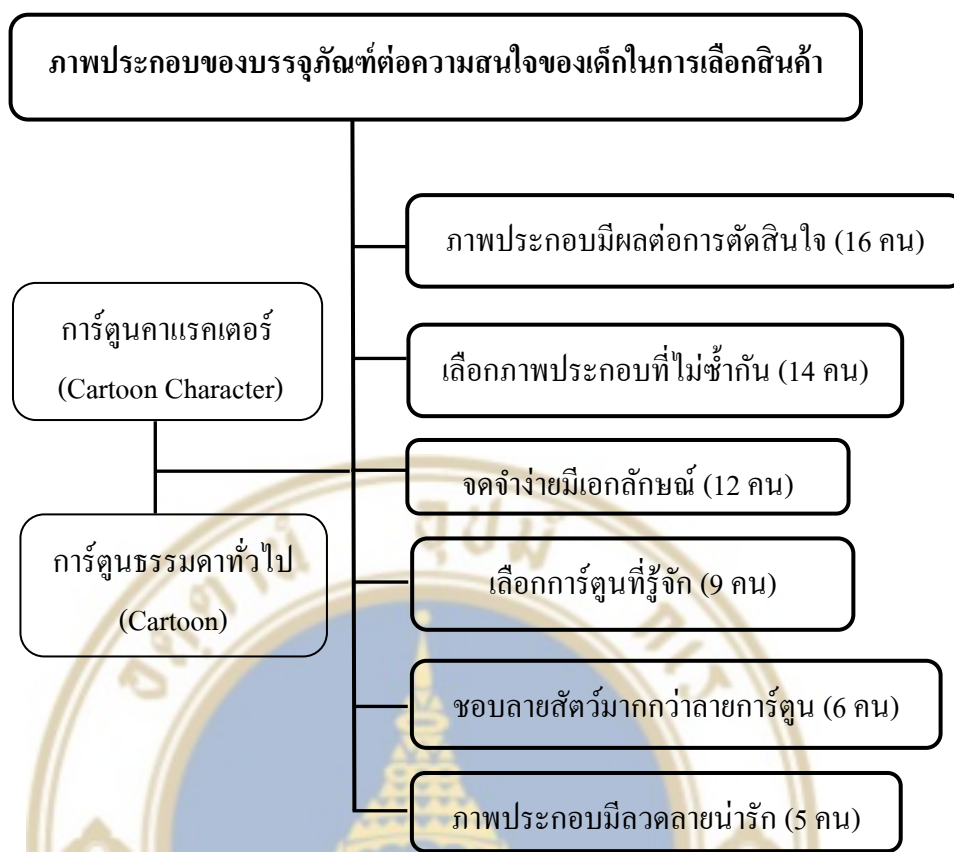 ภาพประกอบของบรรจุภัณฑ์ต่อความสนใจของเด็กในการเลือกสินค้า
ภาพประกอบมีผลต่อการตัดสินใจ (16 คน)
การ์ตูนคาแรคเตอร์
(Cartoon Character)
เลือกภาพประกอบที่ไม่ซ้ำกัน (14 คน)
จดจำง่ายมีเอกลักษณ์ (12 คน)
การ์ตูนธรรมดาทั่วไป
(Cartoon)
เลือกการ์ตูนที่รู้จัก (9 คน)
ชอบลายสัตว์มากกว่าลายการ์ตูน (6 คน)
ภาพประกอบมีลวดลายน่ารัก (5 คน)